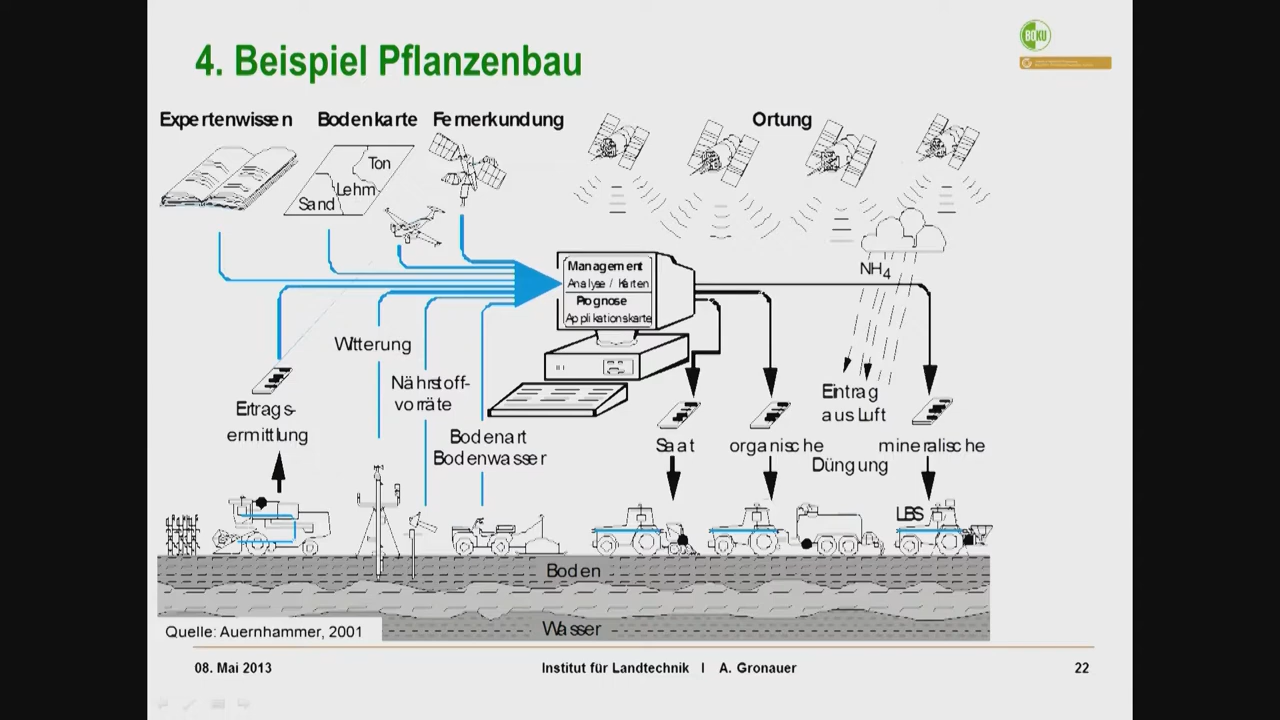 4. Beispiel Pflanzenbau
BOKU
Expertenwissen
Bodenkarte
Fernerkundung
Ortung
Ton
Lehm
Sand
NH4
Management
Analyse / Karten
Prognose
Applikationskarte
Witterung
Nährstoff-
vorräte
Ertrags-
ermittlung
Bodenart
Bodenwasser
Eintrag
aus Luft
Saat
organische
mineralische
Düngung
LBS
Boden
Wasser
Quelle: Auernhammer, 2001
08. Mai 2013
Institut für Landtechnik I A. Gronauer
22